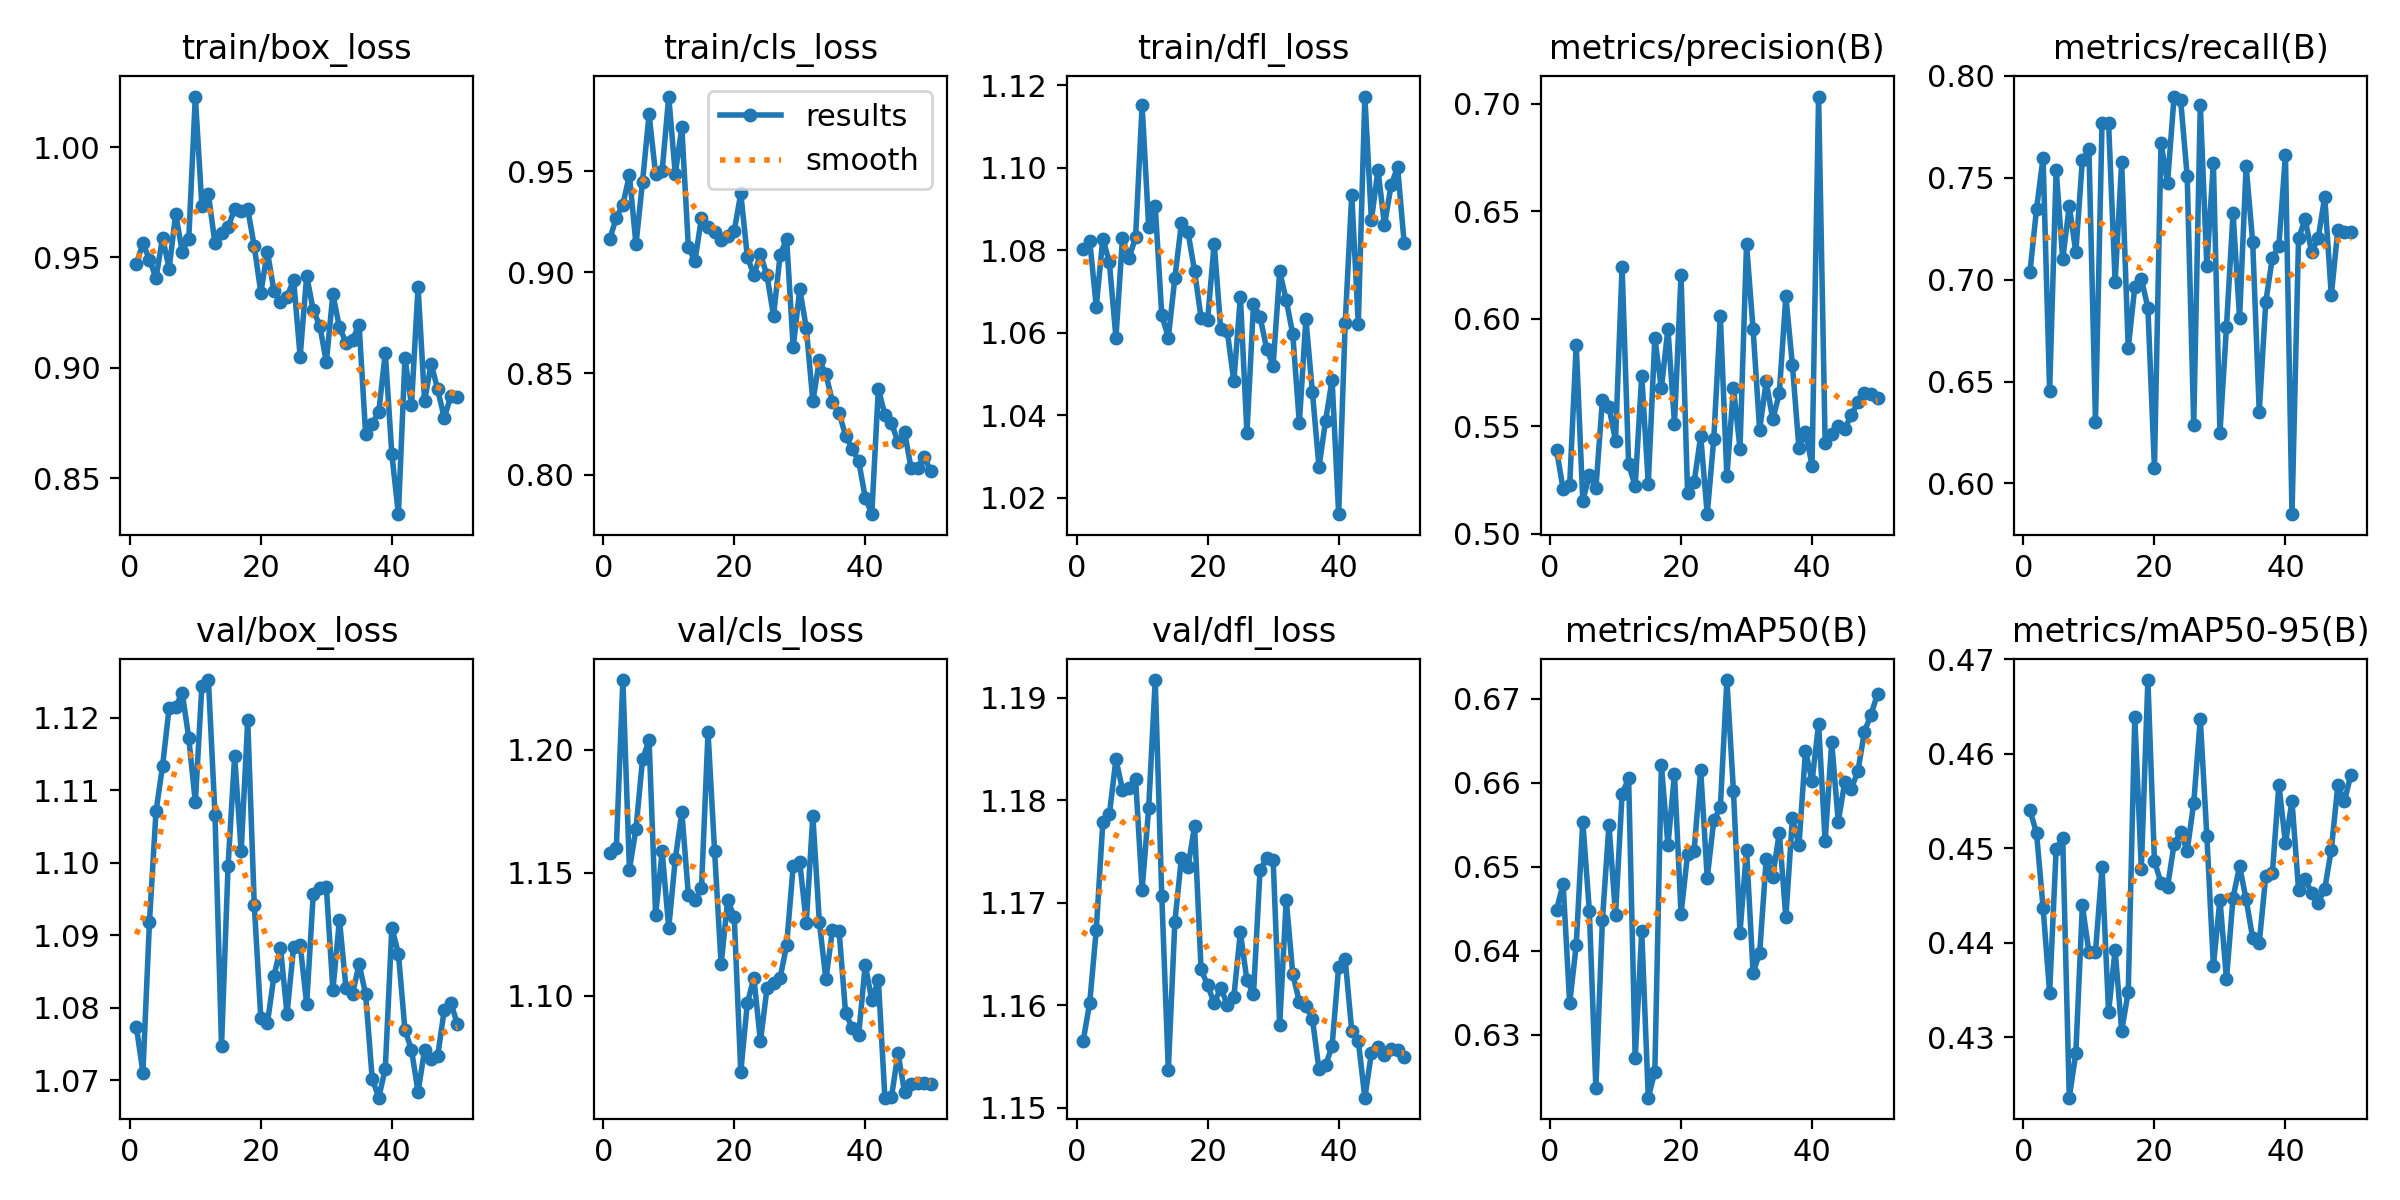 train/box_loss
train/cls_loss
train/dfl_loss
metrics/precision(B)
metrics/recall(B)
1.00
0.95
0.90
0.85
0 20 40
results
smooth
0.95
0.90
0.85
0.80
0 20 40
1.12
1.10
1.08
1.06
1.04
1.02
0 20 40
0.70
0.65
0.60
0.55
0.50
0 20 40
0.80
0.75
0.70
0.65
0.60
0 20 40
val/box_loss
val/cls_loss
val/dfl_loss
metrics/mAP50(B)
metrics/mAP50-95(B)
1.12
1.11
1.10
1.09
1.08
1.07
0 20 40
1.20
1.15
1.10
0 20 40
1.19
1.18
1.17
1.16
1.15
0 20 40
0.67
0.66
0.65
0.64
0.63
0 20 40
0.47
0.46
0.45
0.44
0.43
0 20 40